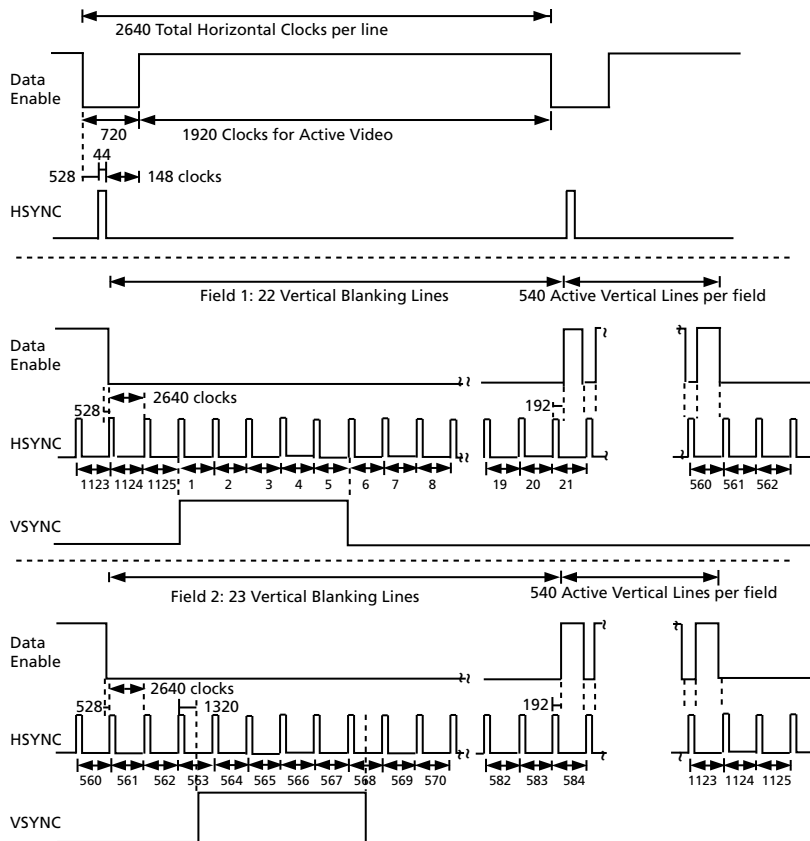 2640 Total Horizontal Clocks per line
Data
Enable
720
1920 Clocks for Active Video
44
528
148 clocks
HSYNC
Field 1: 22 Vertical Blanking Lines
540 Active Vertical Lines per field
Data
Enable
2640 clocks
528
192
HSYNC
1123 1124 1125 1 2 3 4 5 6 7 8 19 20 21 560 561 562
VSYNC
Field 2: 23 Vertical Blanking Lines
540 Active Vertical Lines per field
Data
Enable
2640 clocks
528
1320
192
HSYNC
560 561 562 563 564 565 566 567 568 569 570 582 583 584 1123 1124 1125
VSYNC